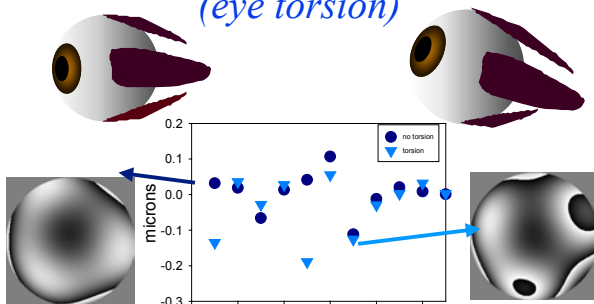 (eye torsion)
0.2
no torsion
torsion
0.1
microns
0.0
-0.1
-0.2
-0.3